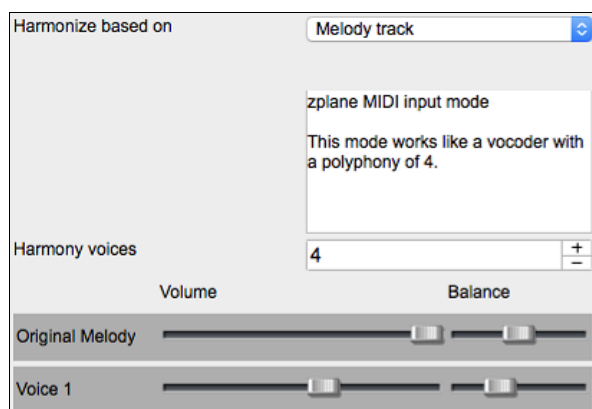 Harmonize based on
Melody track
zplane MIDI input mode
This mode works like a vocoder with
a polyphony of 4.
Harmony voices
4
+
−
Volume
Balance
Original Melody
Voice 1